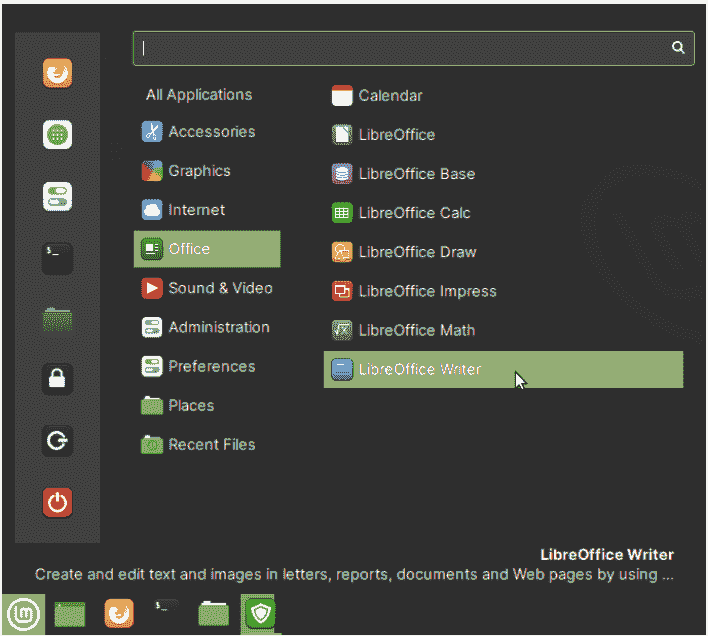 All Applications
Accessories
Graphics
Internet
Office
Sound & Video
Administration
Preferences
Places
Recent Files
Calendar
LibreOffice
LibreOffice Base
LibreOffice Calc
LibreOffice Draw
LibreOffice Impress
LibreOffice Math
LibreOffice Writer
LibreOffice Writer
Create and edit text and images in letters, reports, documents and Web pages by using ...